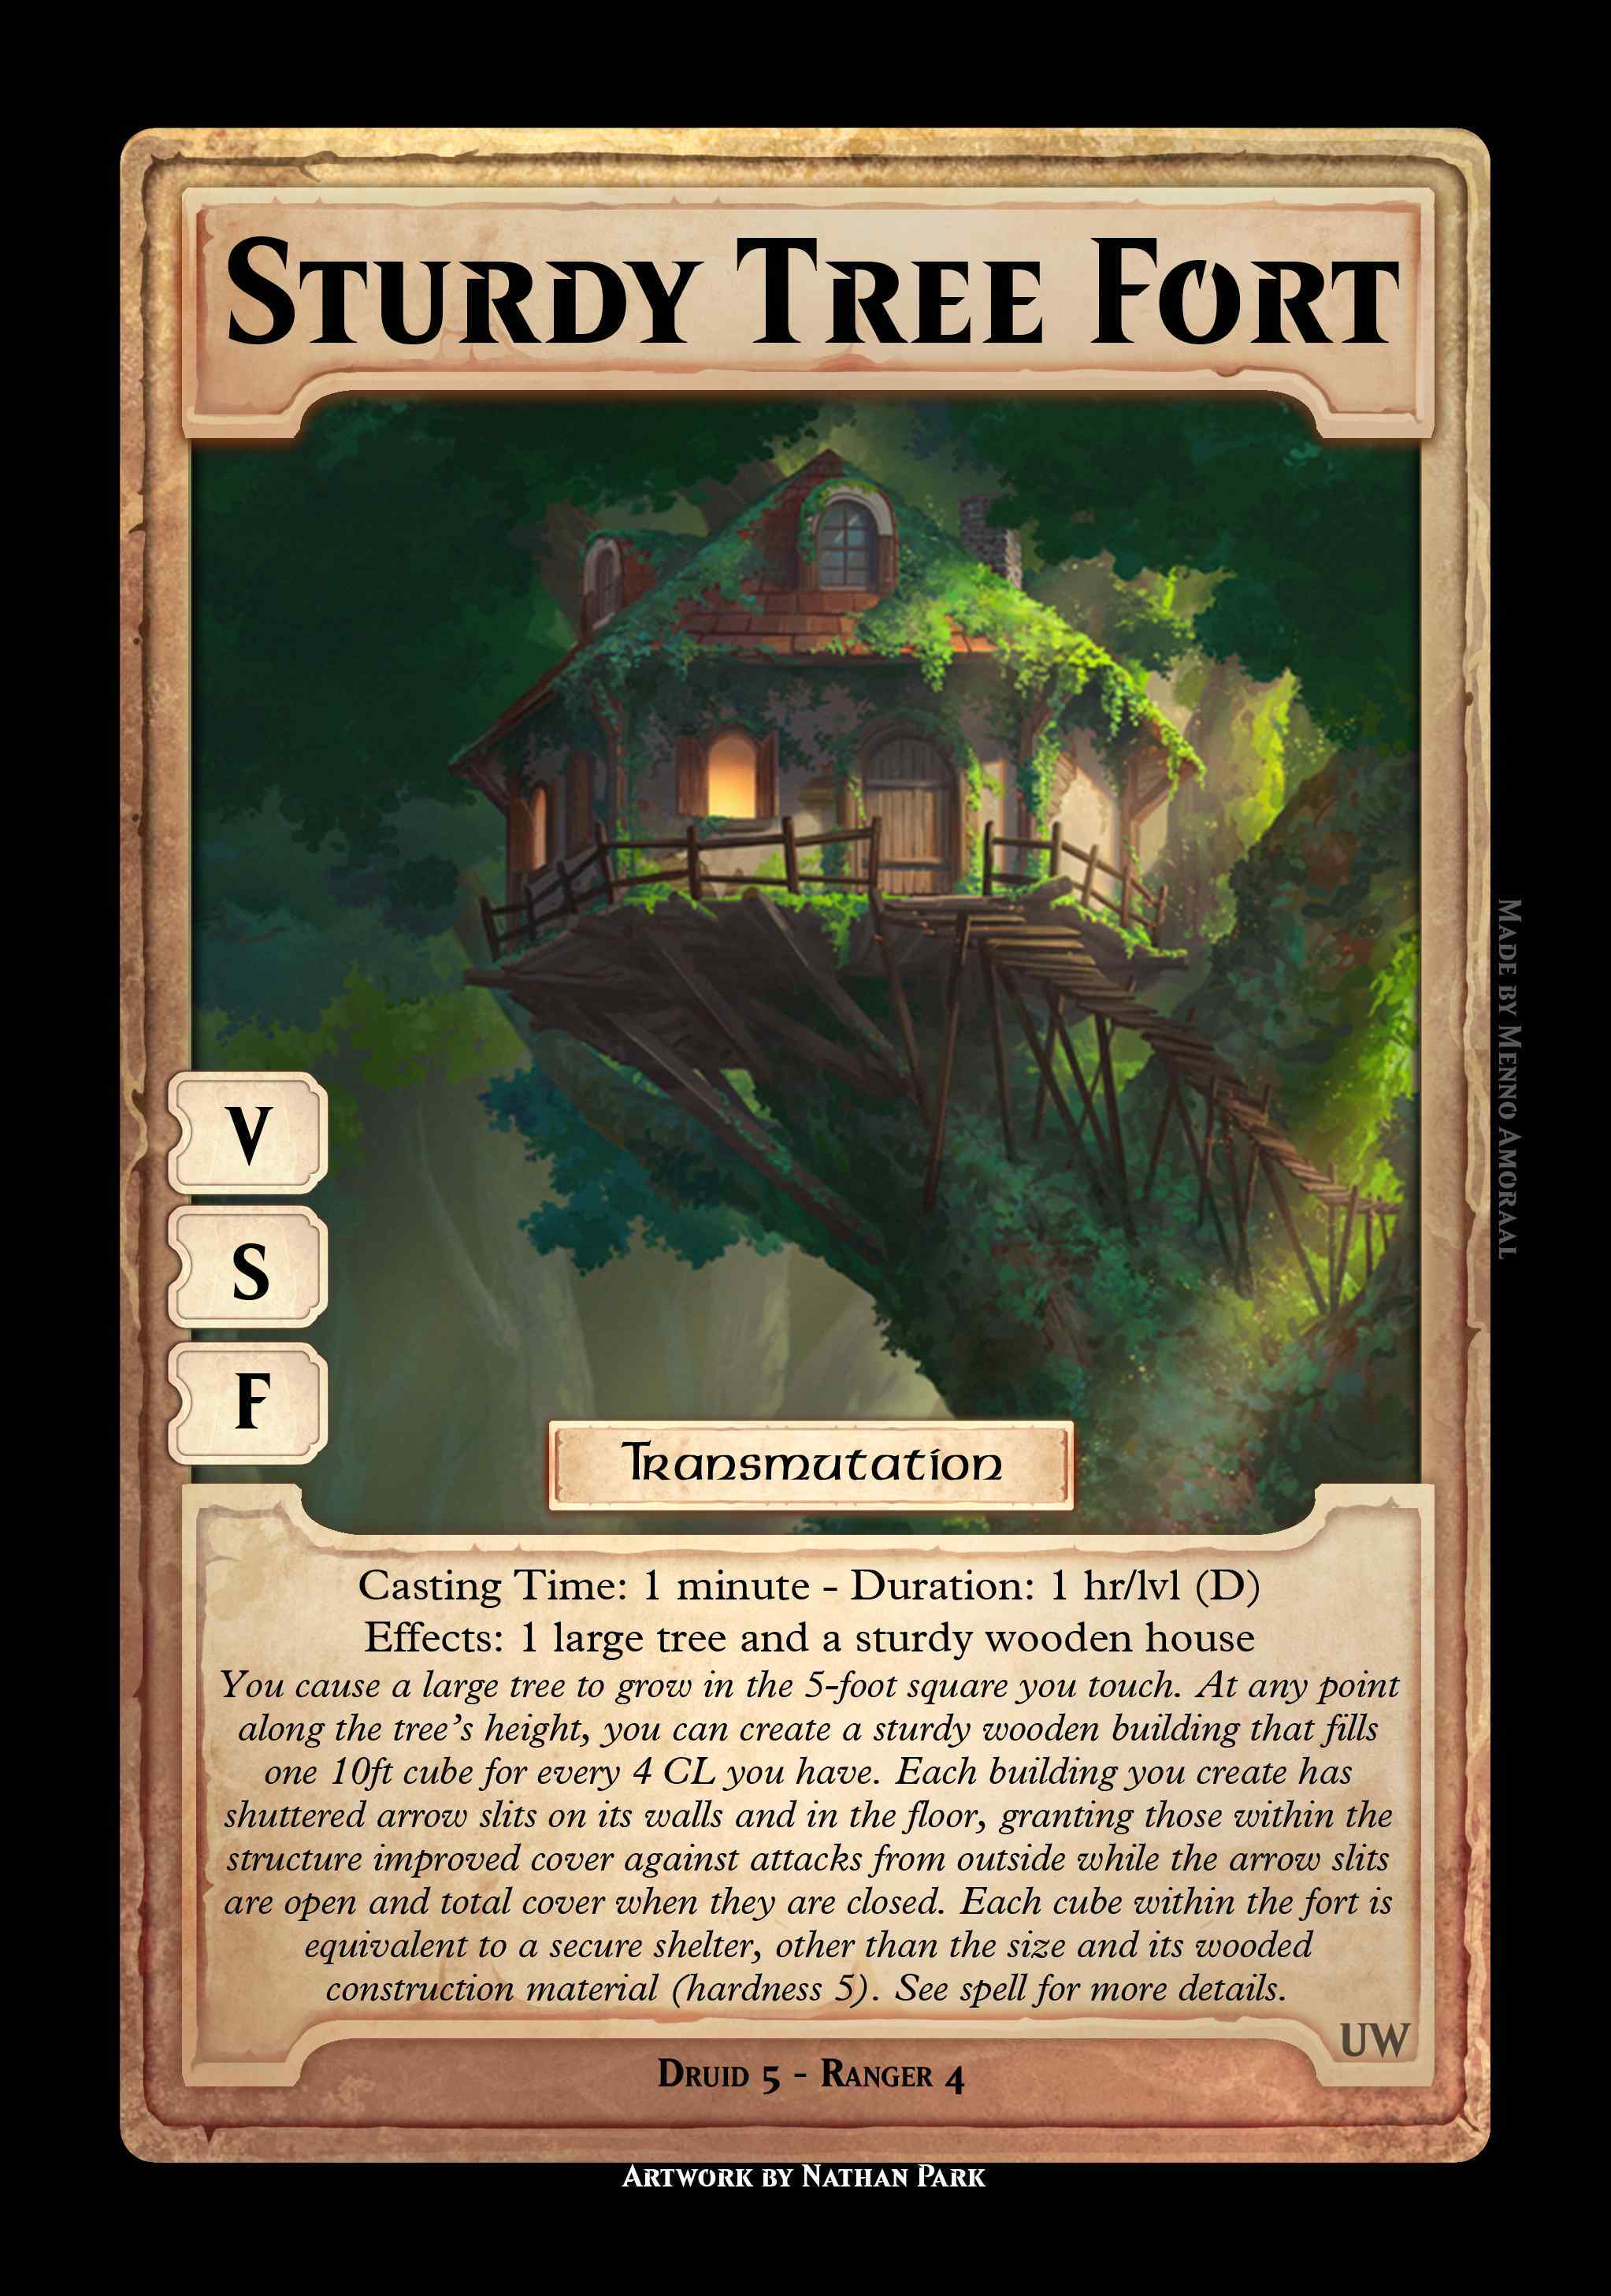 Sturdy Tree Fort
V
S
F
Transmutation
Casting Time: 1 minute - Duration: 1 hr/lvl (D)
Effects: 1 large tree and a sturdy wooden house
You cause a large tree to grow in the 5-foot square you touch. At any point
along the tree's height, you can create a sturdy wooden building that fills
one 10ft cube for every 4 CL you have. Each building you create has
shuttered arrow slits on its walls and in the floor, granting those within the
structure improved cover against attacks from outside while the arrow slits
are open and total cover when they are closed. Each cube within the fort is
equivalent to a secure shelter, other than the size and its wooded
construction material (hardness 5). See spell for more details.
UW
Druid 5 - Ranger 4
Artwork by Nathan Park
Made by Menno Amoraal